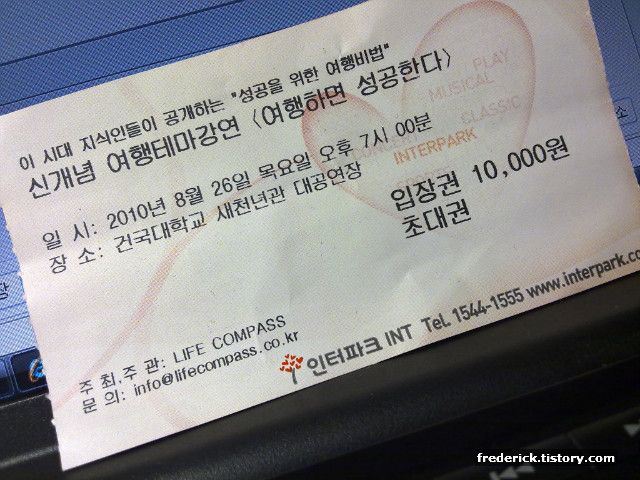 이 시대 지식인들이 공개하는 "성공을 위한 여행비법"
신개념 여행테마강연 <여행하면 성공한다>
일 시: 2010년 8월 26일 목요일 오후 7시 00분
장 소: 건국대학교 새천년관 대공연장
입장권 10,000원
초대권
PLAY
MUSICAL
CLASSIC
INTERPARK
주 최,주 관: LIFE COMPASS
문 의: info@lifecompass.co.kr
인터파크 INT Tel. 1544-1555 www.interpark.co
소
장
frederick.tistory.com